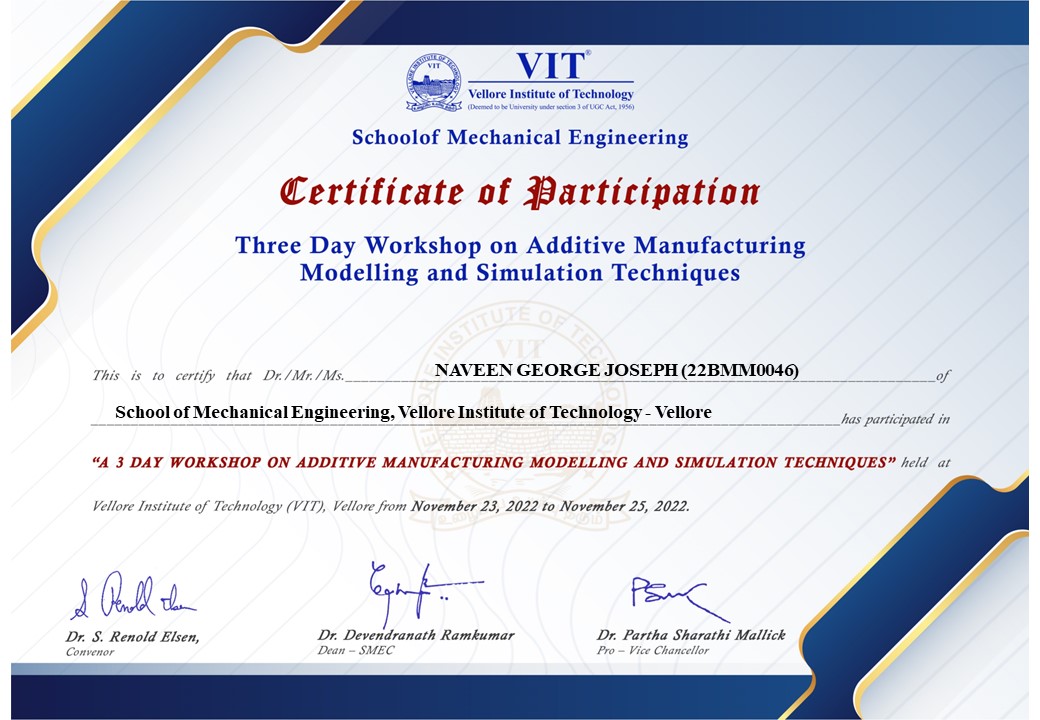 VELLORE INSTITUTE OF TECHNOLOGY
VIT
VIT®
Vellore Institute of Technology
(Deemed to be University under section 3 of UGC Act, 1956)
Schoolof Mechanical Engineering
Certificate of Participation
Three Day Workshop on Additive Manufacturing
Modelling and Simulation Techniques
This is to certify that Dr./Mr./Ms. NAVEEN GEORGE JOSEPH (22BMM0046) of
School of Mechanical Engineering, Vellore Institute of Technology - Vellore has participated in
“A 3 DAY WORKSHOP ON ADDITIVE MANUFACTURING MODELLING AND SIMULATION TECHNIQUES” held at
Vellore Institute of Technology (VIT), Vellore from November 23, 2022 to November 25, 2022.
Dr. S. Renold Elsen, Dr. Devendranath Ramkumar Dr. Partha Sharathi Mallick
Convenor Dean – SMEC Pro – Vice Chancellor